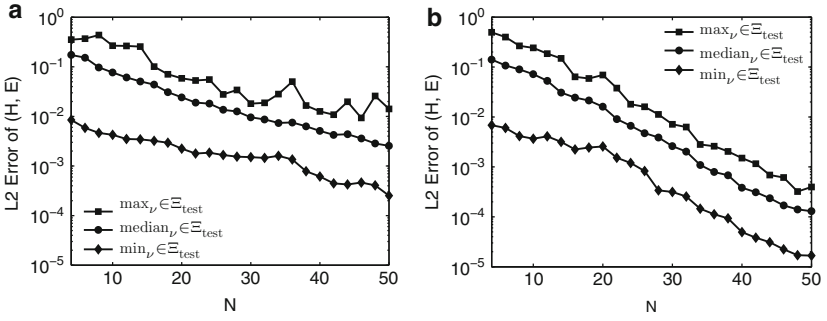 a
L2 Error of (H, E)
10^0
10^-1
10^-2
10^-3
10^-4
10^-5
10 20 30 40 50
N
max_ν∈Ξ_test
median_ν∈Ξ_test
min_ν∈Ξ_test
b
L2 Error of (H, E)
10^0
10^-1
10^-2
10^-3
10^-4
10^-5
10 20 30 40 50
N
max_ν∈Ξ_test
median_ν∈Ξ_test
min_ν∈Ξ_test